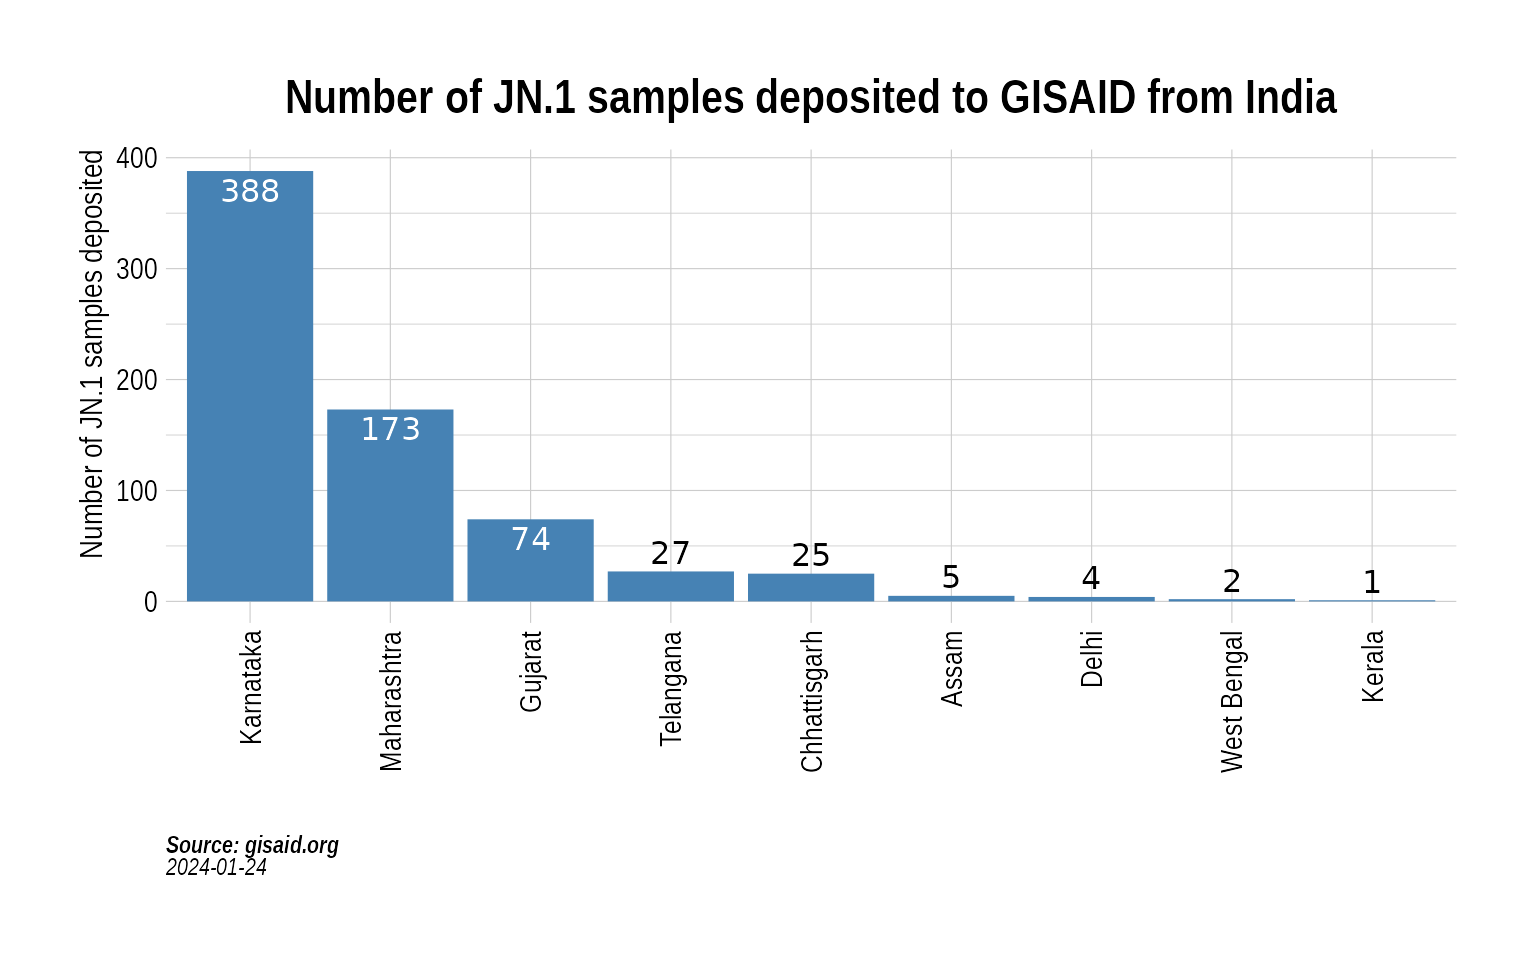 Number of JN.1 samples deposited to GISAID from India
Number of JN.1 samples deposited
400
300
200
100
0
388
173
74
27
25
5
4
2
1
Karnataka
Maharashtra
Gujarat
Telangana
Chhattisgarh
Assam
Delhi
West Bengal
Kerala
Source: gisaid.org
2024-01-24